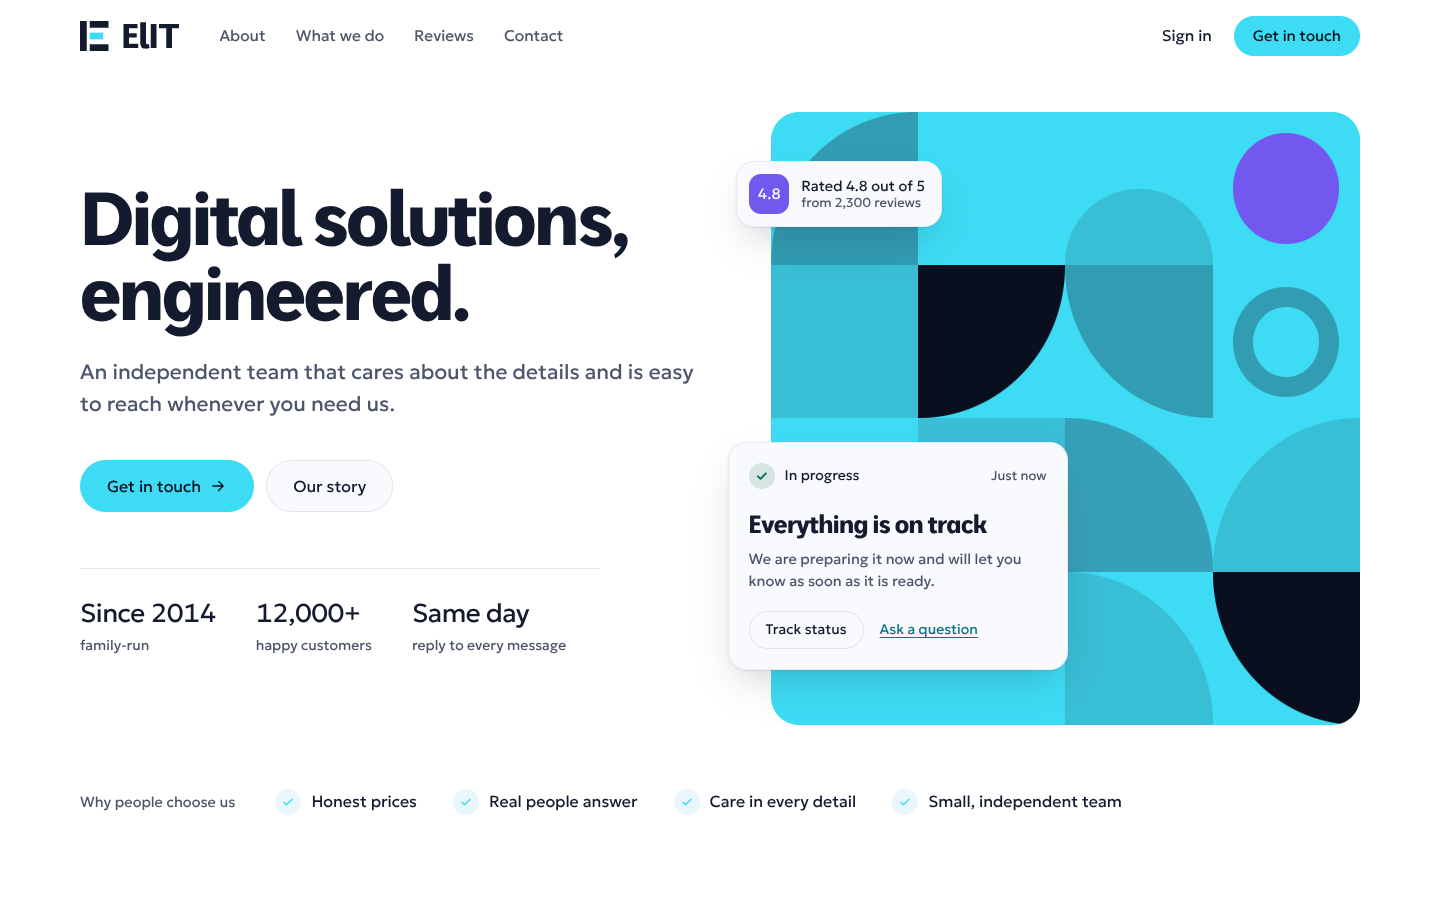 ElIT
About
What we do
Reviews
Contact
Sign in
Get in touch
Digital solutions,
engineered.
An independent team that cares about the details and is easy
to reach whenever you need us.
Get in touch
Our story
Since 2014
family-run
12,000+
happy customers
Same day
reply to every message
4.8
Rated 4.8 out of 5
from 2,300 reviews
In progress
Just now
Everything is on track
We are preparing it now and will let you
know as soon as it is ready.
Track status
Ask a question
Why people choose us
Honest prices
Real people answer
Care in every detail
Small, independent team